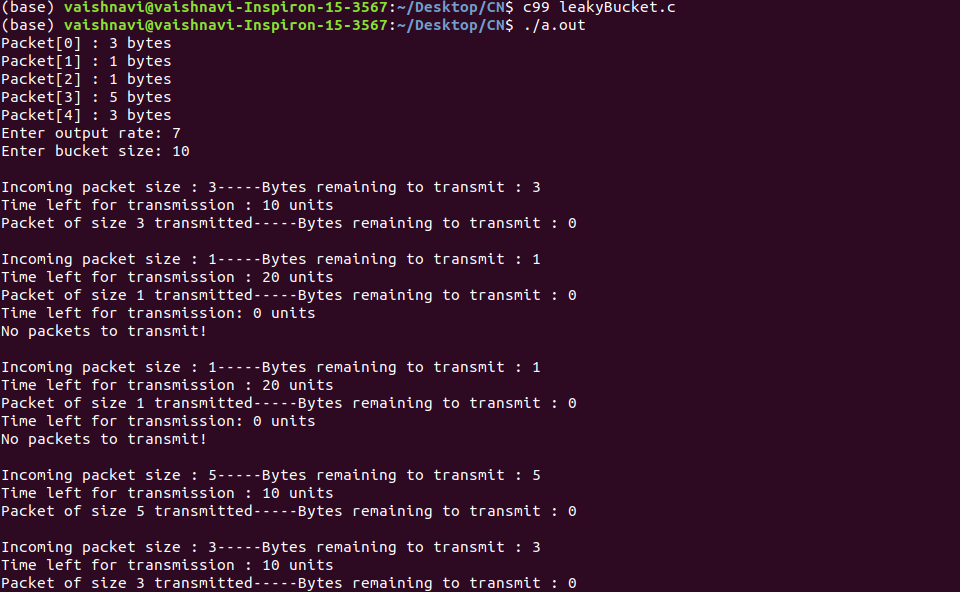 (base) vaishnavi@vaishnavi-Inspiron-15-3567:~/Desktop/CN$ c99 leakyBucket.c
(base) vaishnavi@vaishnavi-Inspiron-15-3567:~/Desktop/CN$ ./a.out
Packet[0] : 3 bytes
Packet[1] : 1 bytes
Packet[2] : 1 bytes
Packet[3] : 5 bytes
Packet[4] : 3 bytes
Enter output rate: 7
Enter bucket size: 10
Incoming packet size : 3-----Bytes remaining to transmit : 3
Time left for transmission : 10 units
Packet of size 3 transmitted-----Bytes remaining to transmit : 0
Incoming packet size : 1-----Bytes remaining to transmit : 1
Time left for transmission : 20 units
Packet of size 1 transmitted-----Bytes remaining to transmit : 0
Time left for transmission: 0 units
No packets to transmit!
Incoming packet size : 1-----Bytes remaining to transmit : 1
Time left for transmission : 20 units
Packet of size 1 transmitted-----Bytes remaining to transmit : 0
Time left for transmission: 0 units
No packets to transmit!
Incoming packet size : 5-----Bytes remaining to transmit : 5
Time left for transmission : 10 units
Packet of size 5 transmitted-----Bytes remaining to transmit : 0
Incoming packet size : 3-----Bytes remaining to transmit : 3
Time left for transmission : 10 units
Packet of size 3 transmitted-----Bytes remaining to transmit : 0